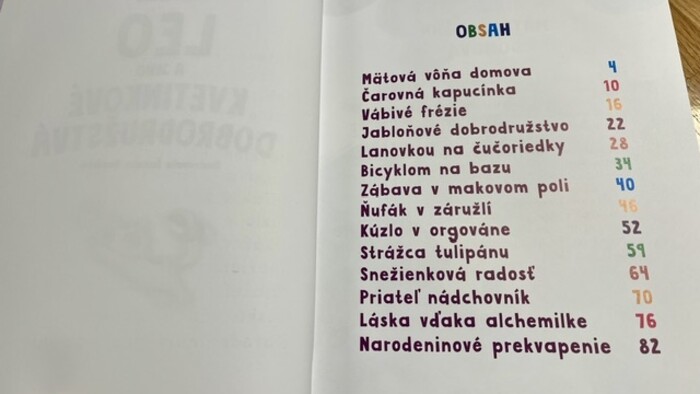 OBSAH
Mätová vôňa domova 4
Čarovná kapucínka 10
Vábivé frézie 16
Jabloňové dobrodružstvo 22
Lanovkou na čučoriedky 28
Bicyklom na bazu 34
Zábava v makovom poli 40
Ňufák v záružlí 46
Kúzlo v orgováne 52
Strážca tulipánu 59
Snežienková radosť 64
Priateľ nádchovník 70
Láska vďaka alchemilke 76
Narodeninové prekvapenie 82